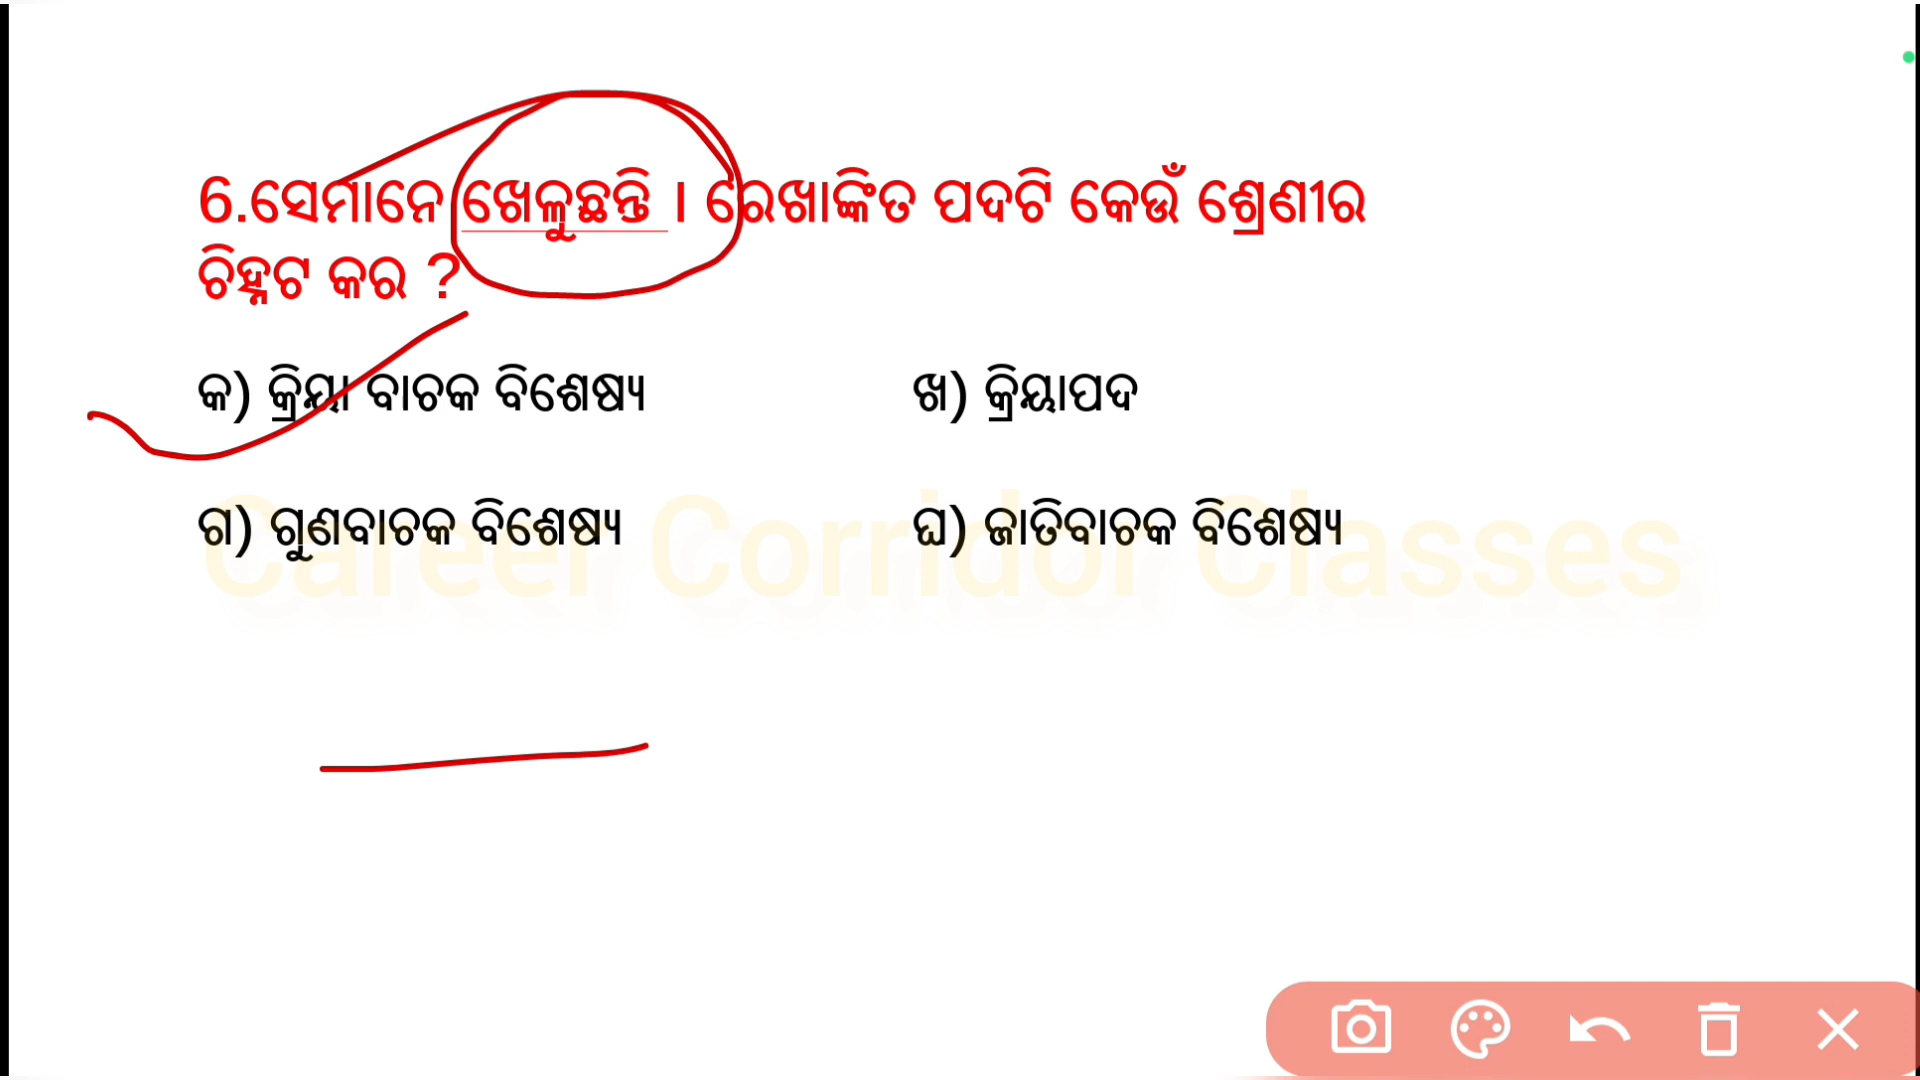 6.ସେମାନେ ଖେଳୁଛନ୍ତି । ରେଖାଙ୍କିତ ପଦଟି କେଉଁ ଶ୍ରେଣୀର
ଚିହ୍ନଟ କର ?
କ) କ୍ରିୟା ବାଚକ ବିଶେଷ୍ୟ ଖ) କ୍ରିୟାପଦ
ଗ) ଗୁଣବାଚକ ବିଶେଷ୍ୟ ଘ) ଜାତିବାଚକ ବିଶେଷ୍ୟ
Career Corridor Classes